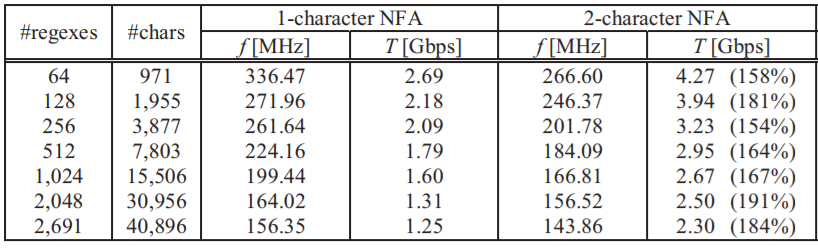 #regexes #chars 1-character NFA 2-character NFA
f [MHz] T [Gbps] f [MHz] T [Gbps]
64 971 336.47 2.69 266.60 4.27 (158%)
128 1,955 271.96 2.18 246.37 3.94 (181%)
256 3,877 261.64 2.09 201.78 3.23 (154%)
512 7,803 224.16 1.79 184.09 2.95 (164%)
1,024 15,506 199.44 1.60 166.81 2.67 (167%)
2,048 30,956 164.02 1.31 156.52 2.50 (191%)
2,691 40,896 156.35 1.25 143.86 2.30 (184%)